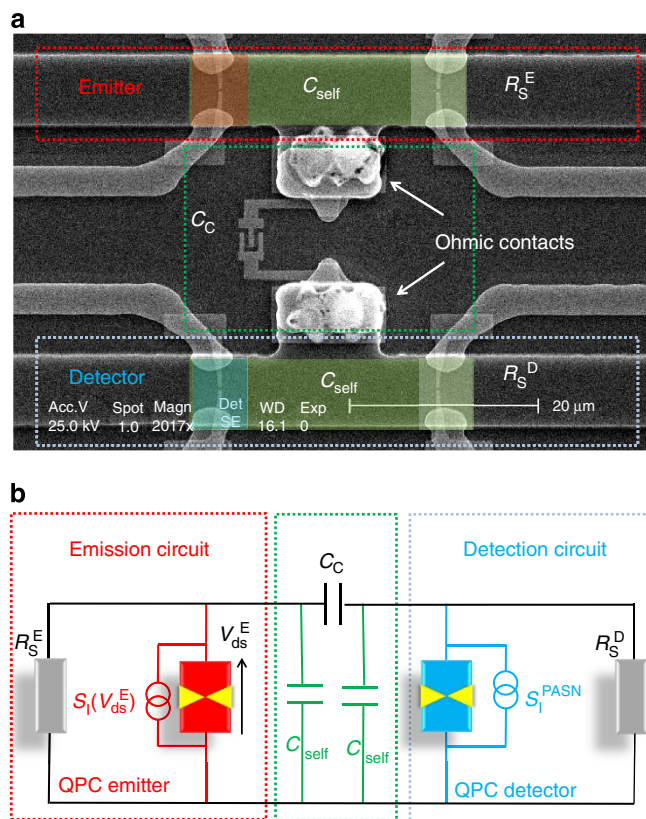 a
Emitter
C_self
R_S^E
C_C
Ohmic contacts
Detector
C_self
R_S^D
Acc.V Spot Magn Det WD Exp
25.0 kV 1.0 2017x SE 16.1 0
20 µm
b
Emission circuit
Detection circuit
C_C
R_S^E
V_ds^E
R_S^D
S_I(V_ds^E)
S_I^PASN
C_self
C_self
QPC emitter
QPC detector